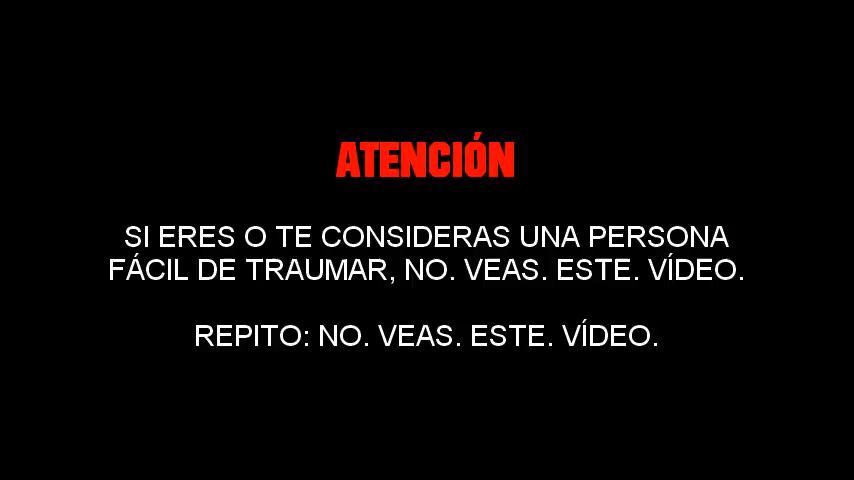 ATENCIÓN
SI ERES O TE CONSIDERAS UNA PERSONA
FÁCIL DE TRAUMAR, NO. VEAS. ESTE. VÍDEO.
REPITO: NO. VEAS. ESTE. VÍDEO.